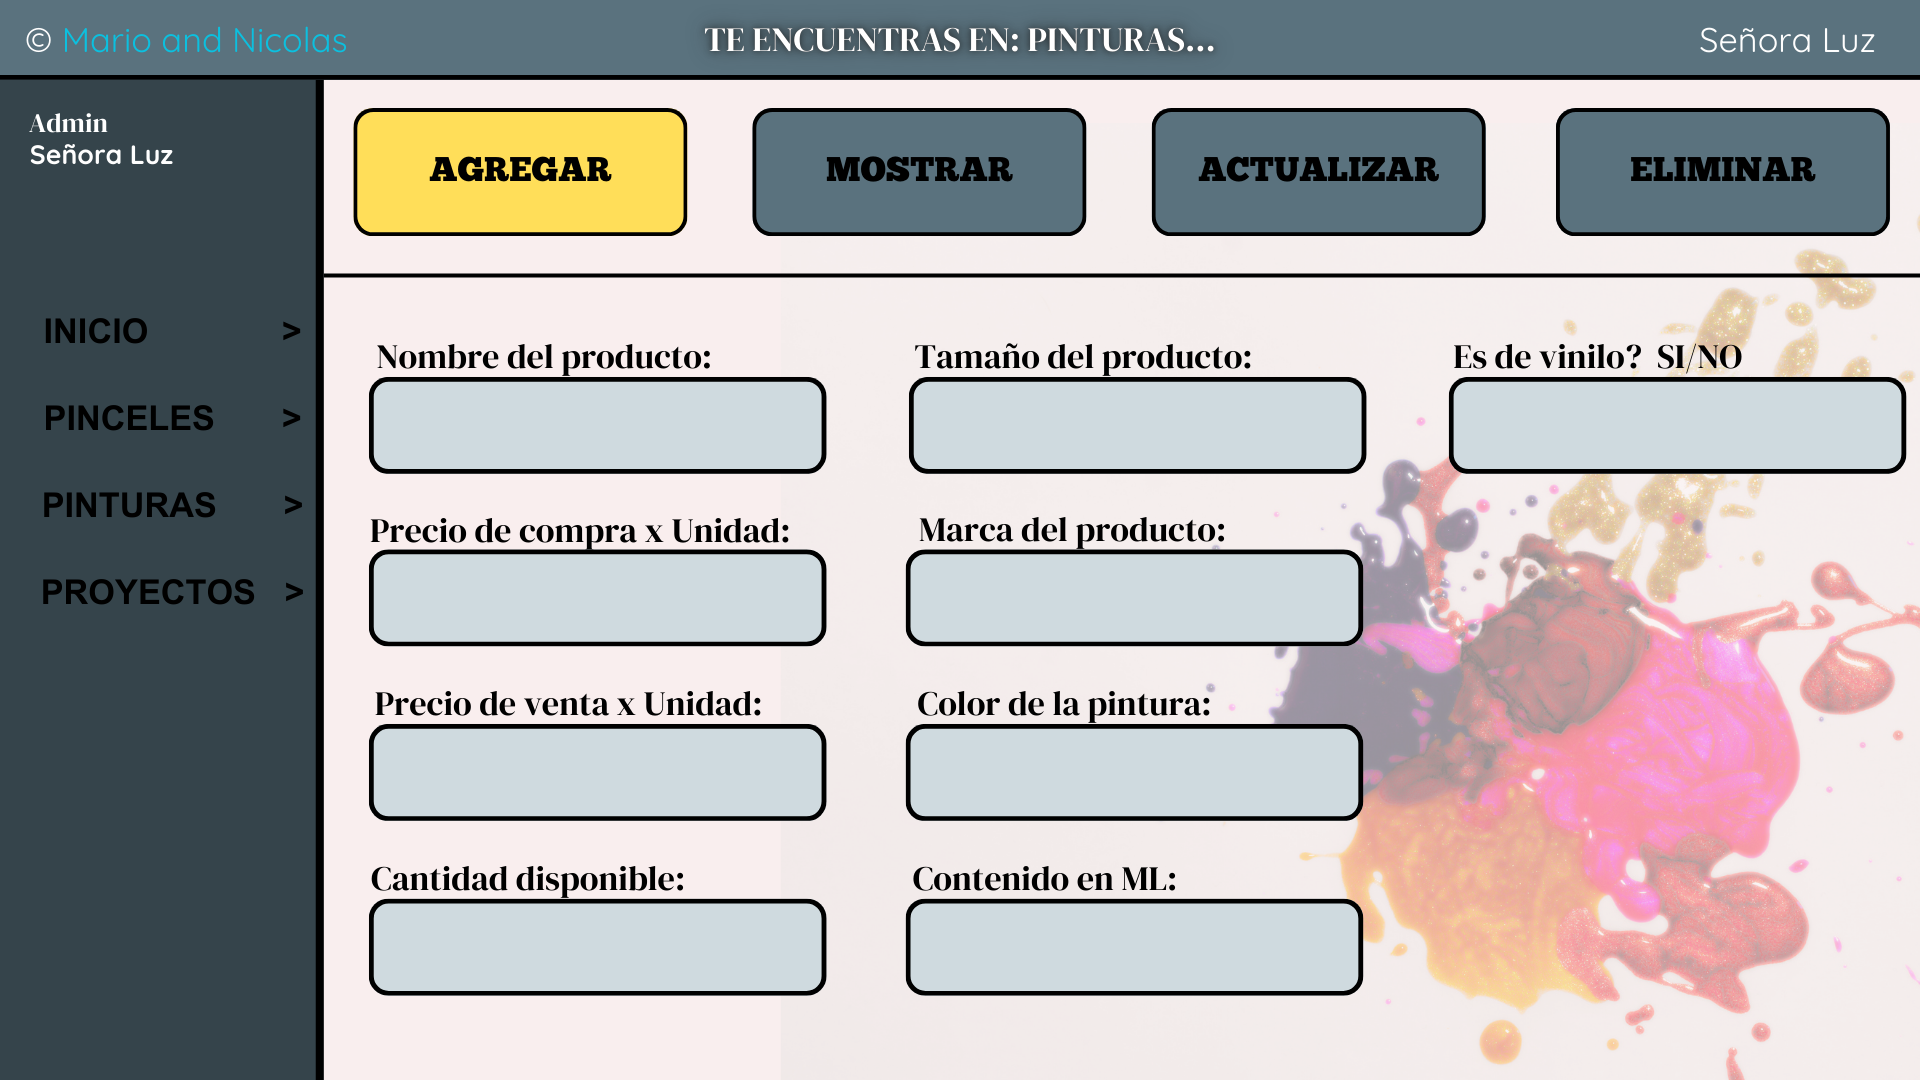 © Mario and Nicolas
TE ENCUENTRAS EN: PINTURAS...
Señora Luz
Admin
Señora Luz
INICIO >
PINCELES >
PINTURAS >
PROYECTOS >
AGREGAR
MOSTRAR
ACTUALIZAR
ELIMINAR
Nombre del producto:
Tamaño del producto:
Es de vinilo? SI/NO
Precio de compra x Unidad:
Marca del producto:
Precio de venta x Unidad:
Color de la pintura:
Cantidad disponible:
Contenido en ML: